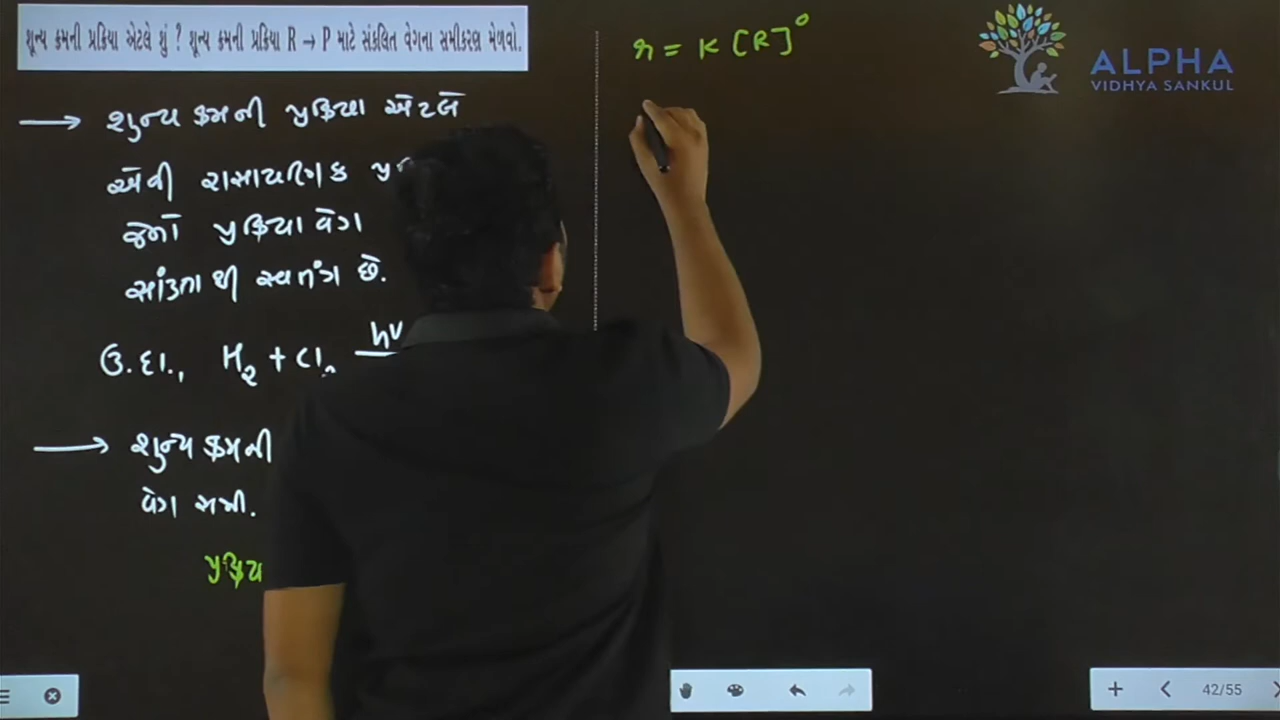 શૂન્ય ક્રમની પ્રક્રિયા એટલે શું ? શૂન્ય ક્રમની પ્રક્રિયા R → P માટે સંકલિત વેગના સમીકરણ મેળવો.
→ શૂન્ય ક્રમની પ્રક્રિયા એટલે
એવી રાસાયણિક
જેનો પ્રક્રિયા વેગ
સાંદ્રતા થી સ્વતંત્ર છે.
ઉ.દા., H₂ + Cl₂ hν
→ શૂન્ય ક્રમની
વેગ સમી.
r = K [R]⁰
ALPHA
VIDHYA SANKUL
42/55